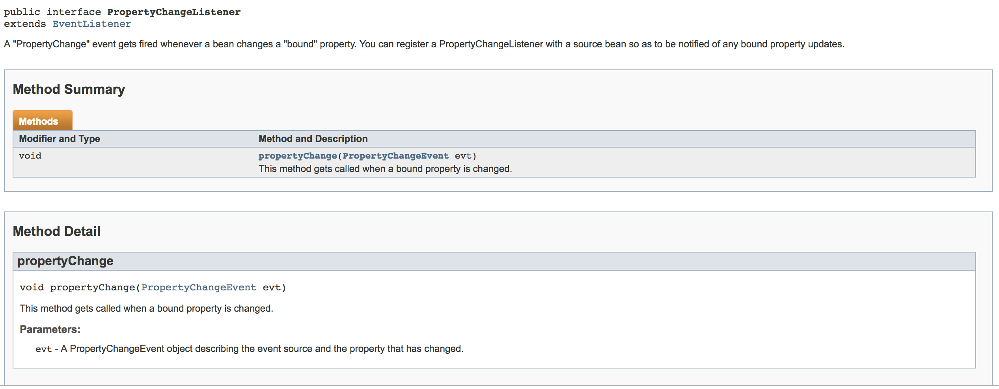 public interface PropertyChangeListener
extends EventListener
A "PropertyChange" event gets fired whenever a bean changes a "bound" property. You can register a PropertyChangeListener with a source bean so as to be notified of any bound property updates.
Method Summary
Methods
Modifier and Type Method and Description
void propertyChange(PropertyChangeEvent evt)
This method gets called when a bound property is changed.
Method Detail
propertyChange
void propertyChange(PropertyChangeEvent evt)
This method gets called when a bound property is changed.
Parameters:
evt - A PropertyChangeEvent object describing the event source and the property that has changed.